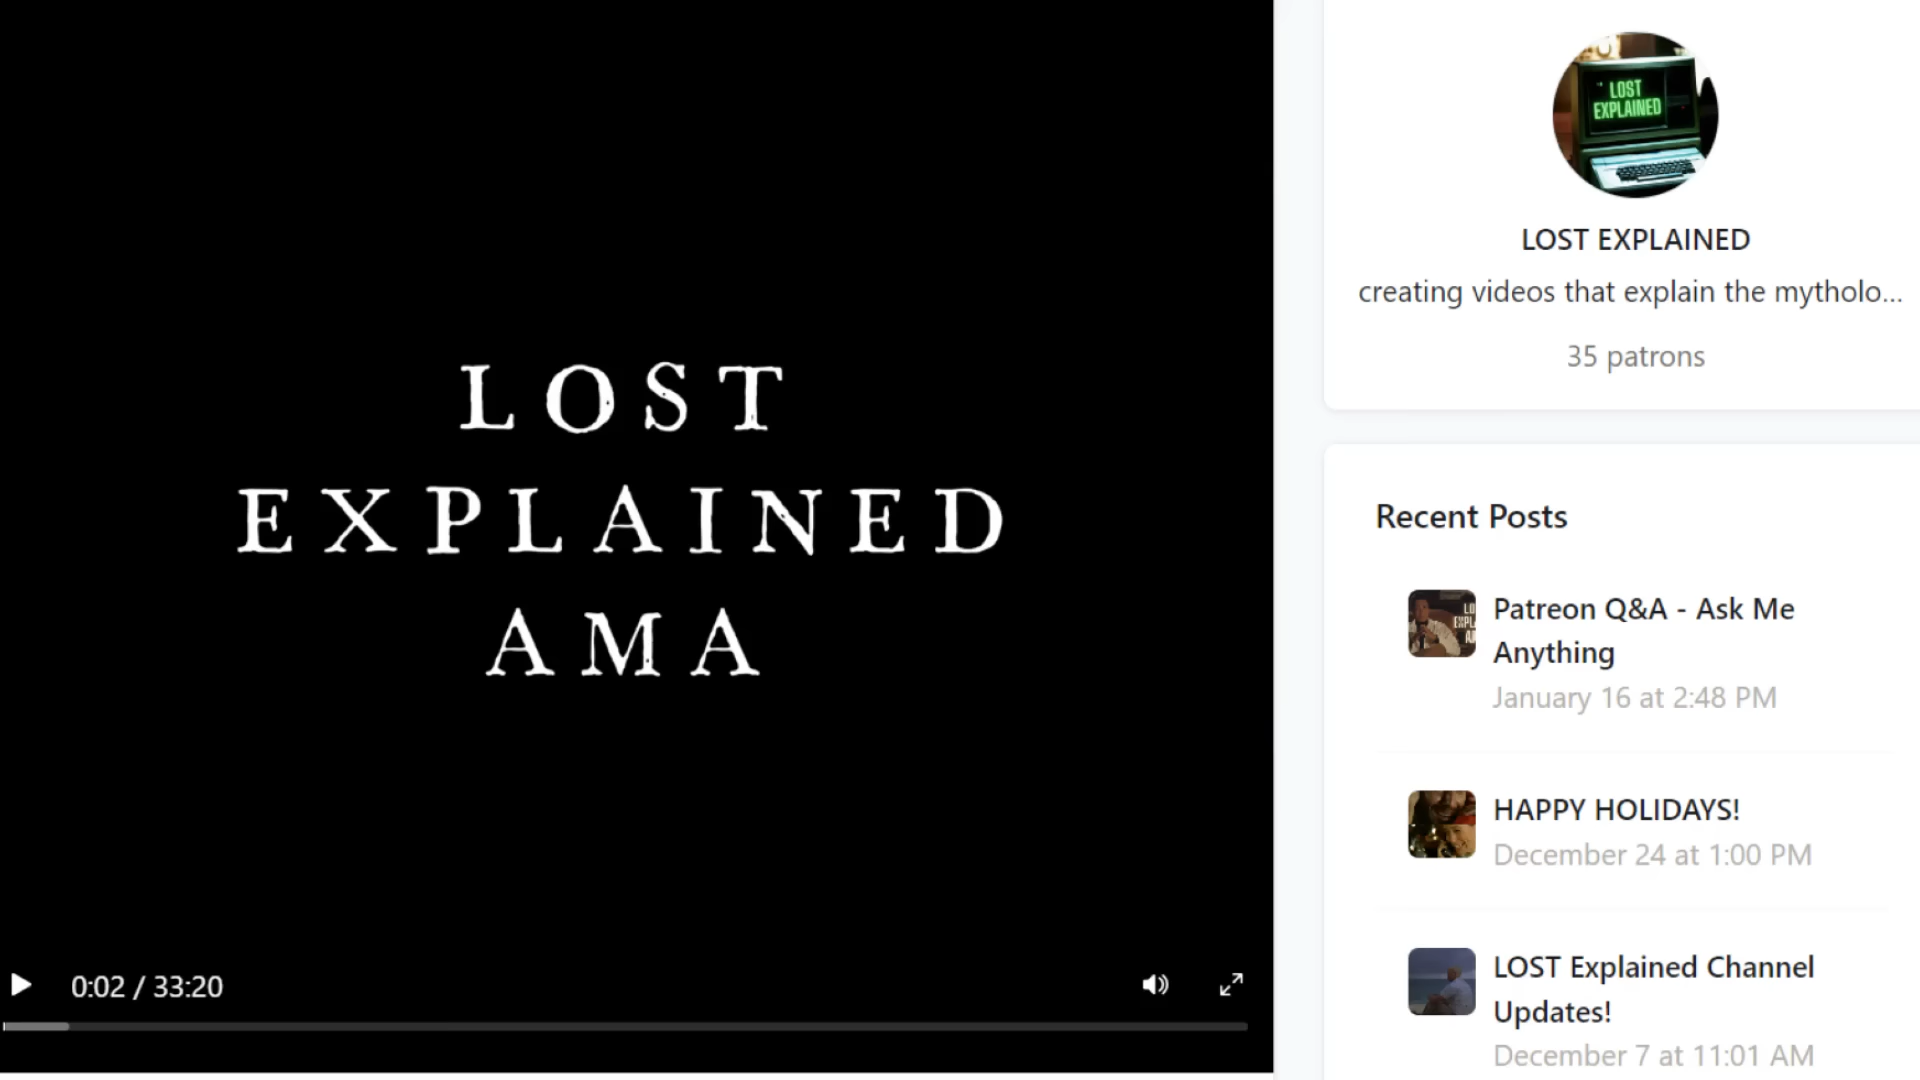 LOST
EXPLAINED
AMA
0:02 / 33:20
LOST
EXPLAINED
LOST EXPLAINED
creating videos that explain the mytholo...
35 patrons
Recent Posts
Patreon Q&A - Ask Me
Anything
January 16 at 2:48 PM
HAPPY HOLIDAYS!
December 24 at 1:00 PM
LOST Explained Channel
Updates!
December 7 at 11:01 AM